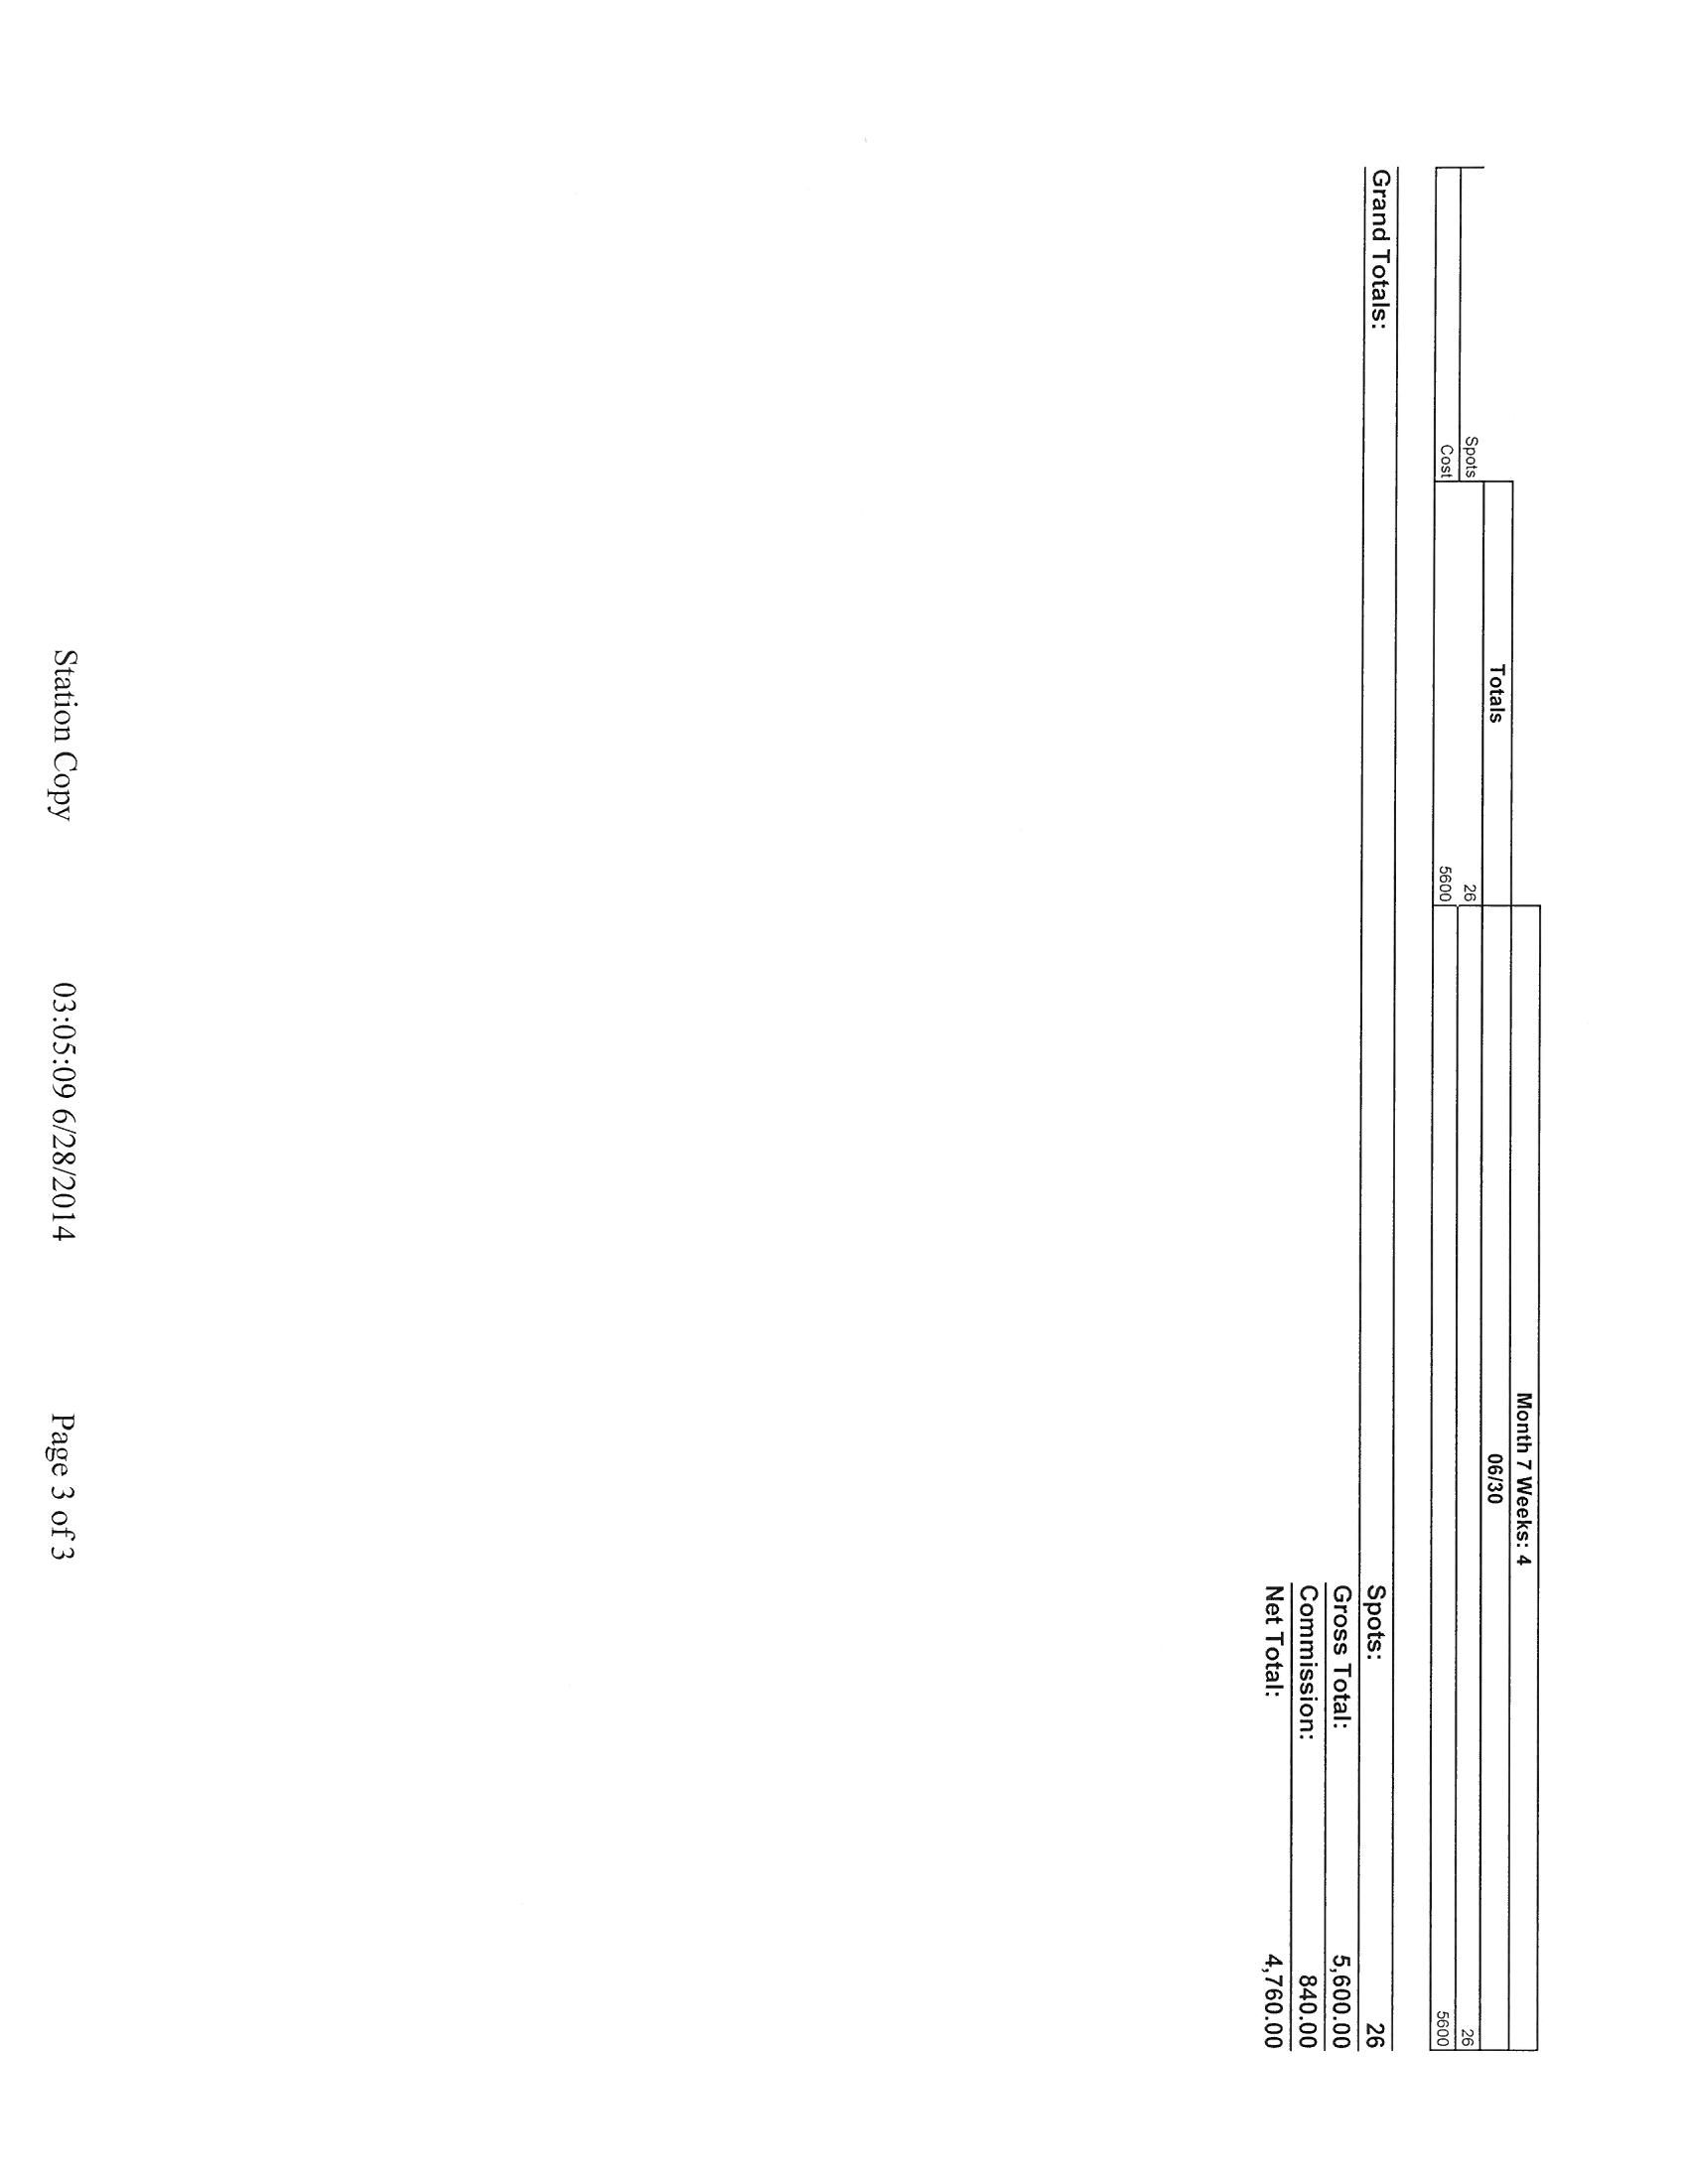 Month 7 Weeks: 4
Totals 06/30
Spots 26 26
Cost 5600 5600
Grand Totals: Spots: 26
Gross Total: 5,600.00
Commission: 840.00
Net Total: 4,760.00
Station Copy 03:05:09 6/28/2014 Page 3 of 3